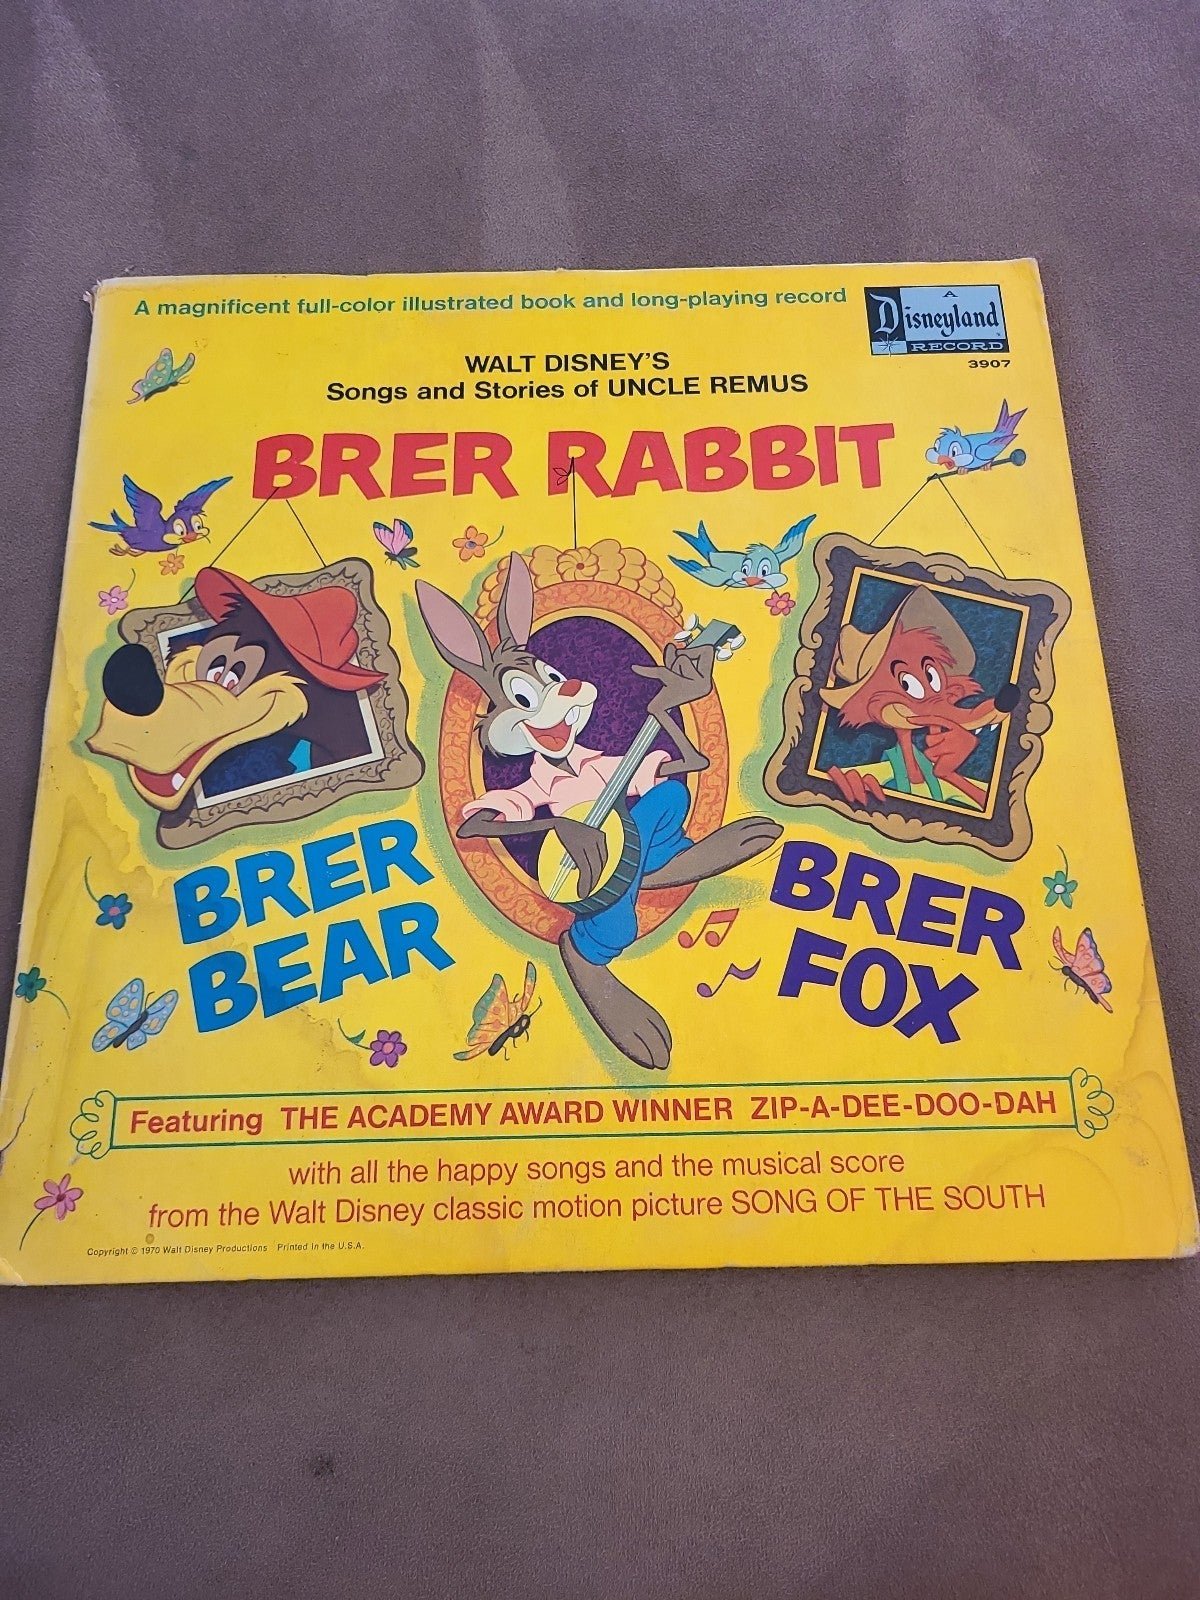 A magnificent full-color illustrated book and long-playing record
A
Disneyland
RECORD
3907
WALT DISNEY'S
Songs and Stories of UNCLE REMUS
BRER RABBIT
BRER
BEAR
BRER
FOX
Featuring THE ACADEMY AWARD WINNER ZIP-A-DEE-DOO-DAH
with all the happy songs and the musical score
from the Walt Disney classic motion picture SONG OF THE SOUTH
Copyright © 1970 Walt Disney Productions Printed in the U.S.A.